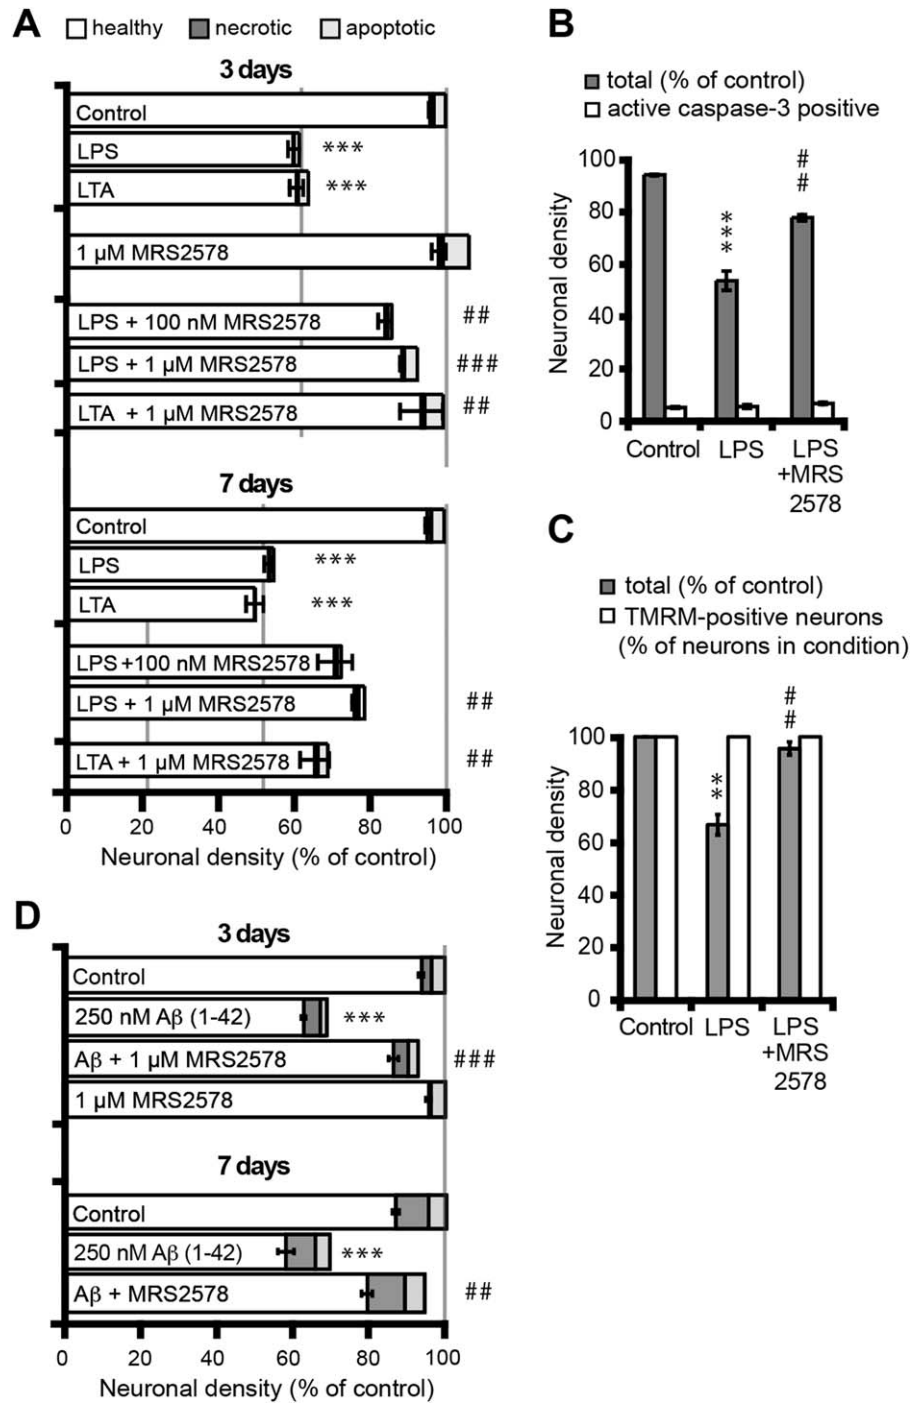 A
healthy necrotic apoptotic
3 days
Control
LPS
***
LTA
***
1 µM MRS2578
LPS + 100 nM MRS2578
##
LPS + 1 µM MRS2578
###
LTA + 1 µM MRS2578
##
7 days
Control
LPS
***
LTA
***
LPS +100 nM MRS2578
LPS + 1 µM MRS2578
##
LTA + 1 µM MRS2578
##
0 20 40 60 80 100
Neuronal density (% of control)
B
total (% of control)
active caspase-3 positive
Neuronal density
100
80
60
40
20
0
***
##
Control LPS LPS
+MRS
2578
C
total (% of control)
TMRM-positive neurons
(% of neurons in condition)
Neuronal density
100
80
60
40
20
0
**
##
Control LPS LPS
+MRS
2578
D
3 days
Control
250 nM Aβ (1-42)
***
Aβ + 1 µM MRS2578
###
1 µM MRS2578
7 days
Control
250 nM Aβ (1-42)
***
Aβ + MRS2578
##
0 20 40 60 80 100
Neuronal density (% of control)